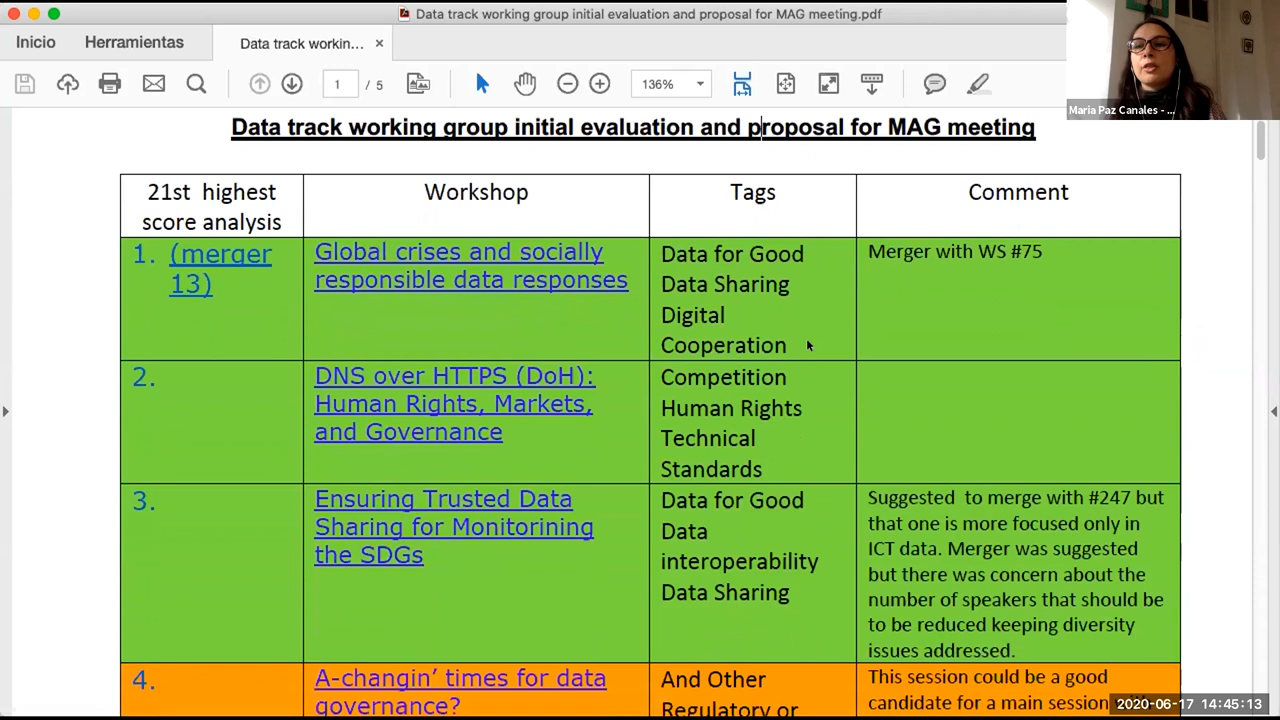 Data track working group initial evaluation and proposal for MAG meeting.pdf
Inicio
Herramientas
Data track workin...
1 / 5
136%
Maria Paz Canales - ...
Data track working group initial evaluation and proposal for MAG meeting
21st highest
score analysis
Workshop
Tags
Comment
1. (merger
13)
Global crises and socially
responsible data responses
Data for Good
Data Sharing
Digital
Cooperation
Merger with WS #75
2.
DNS over HTTPS (DoH):
Human Rights, Markets,
and Governance
Competition
Human Rights
Technical
Standards
3.
Ensuring Trusted Data
Sharing for Monitorining
the SDGs
Data for Good
Data
interoperability
Data Sharing
Suggested to merge with #247 but
that one is more focused only in
ICT data. Merger was suggested
but there was concern about the
number of speakers that should be
to be reduced keeping diversity
issues addressed.
4.
A-changin’ times for data
governance?
And Other
Regulatory or
This session could be a good
candidate for a main session
2020-06-17 14:45:13